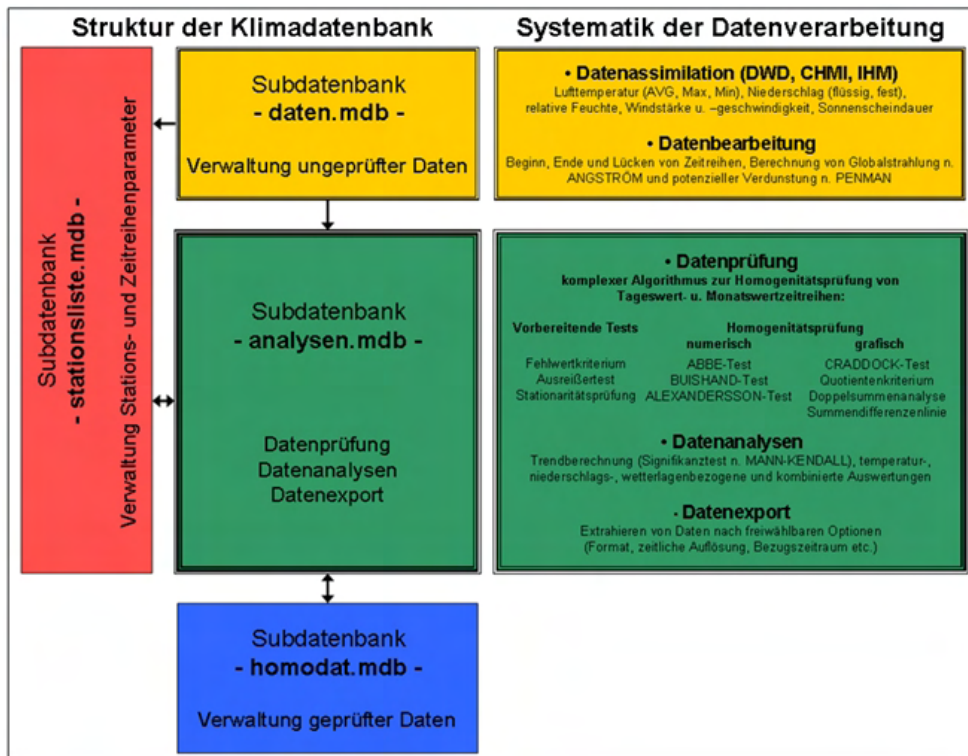 Struktur der Klimadatenbank
Subdatenbank
- stationsliste.mdb -
Verwaltung Stations- und Zeitreihenparameter
Subdatenbank
- daten.mdb -
Verwaltung ungeprüfter Daten
Subdatenbank
- analysen.mdb -
Datenprüfung
Datenanalysen
Datenexport
Subdatenbank
- homodat.mdb -
Verwaltung geprüfter Daten
Systematik der Datenverarbeitung
• Datenassimilation (DWD, CHMI, IHM)
Lufttemperatur (AVG, Max, Min), Niederschlag (flüssig, fest),
relative Feuchte, Windstärke u. –geschwindigkeit, Sonnenscheindauer
• Datenbearbeitung
Beginn, Ende und Lücken von Zeitreihen, Berechnung von Globalstrahlung n.
ANGSTRÖM und potenzieller Verdunstung n. PENMAN
• Datenprüfung
komplexer Algorithmus zur Homogenitätsprüfung von
Tageswert- u. Monatswertzeitreihen:
Vorbereitende Tests Homogenitätsprüfung
numerisch grafisch
Fehlwertkriterium ABBE-Test CRADDOCK-Test
Ausreißertest BUISHAND-Test Quotientenkriterium
Stationaritätsprüfung ALEXANDERSSON-Test Doppelsummenanalyse
Summendifferenzenlinie
• Datenanalysen
Trendberechnung (Signifikanztest n. MANN-KENDALL), temperatur-,
niederschlags-, wetterlagenbezogene und kombinierte Auswertungen
• Datenexport
Extrahieren von Daten nach freiwählbaren Optionen
(Format, zeitliche Auflösung, Bezugszeitraum etc.)